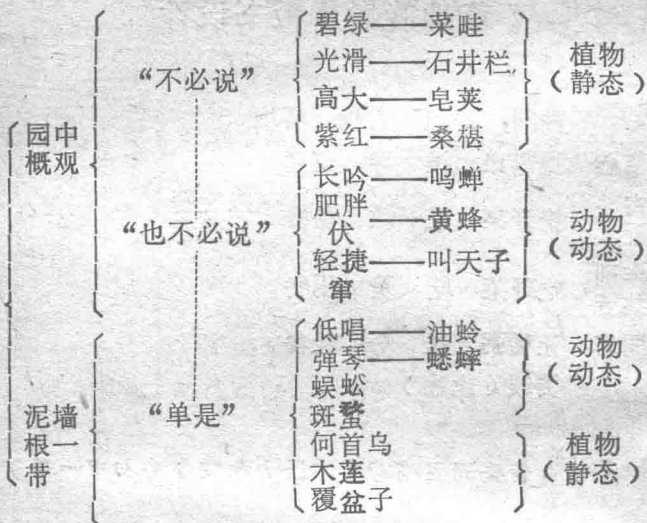 碧绿——菜畦
光滑——石井栏
高大——皂荚
紫红——桑椹
“不必说”
植物
（静态）
园中
概观
长吟——鸣蝉
肥胖
伏——黄蜂
轻捷——叫天子
窜
“也不必说”
动物
（动态）
低唱——油蛉
弹琴——蟋蟀
蜈蚣
斑蝥
“单是”
动物
（动态）
泥墙
根一
带
何首乌
木莲
覆盆子
植物
（静态）